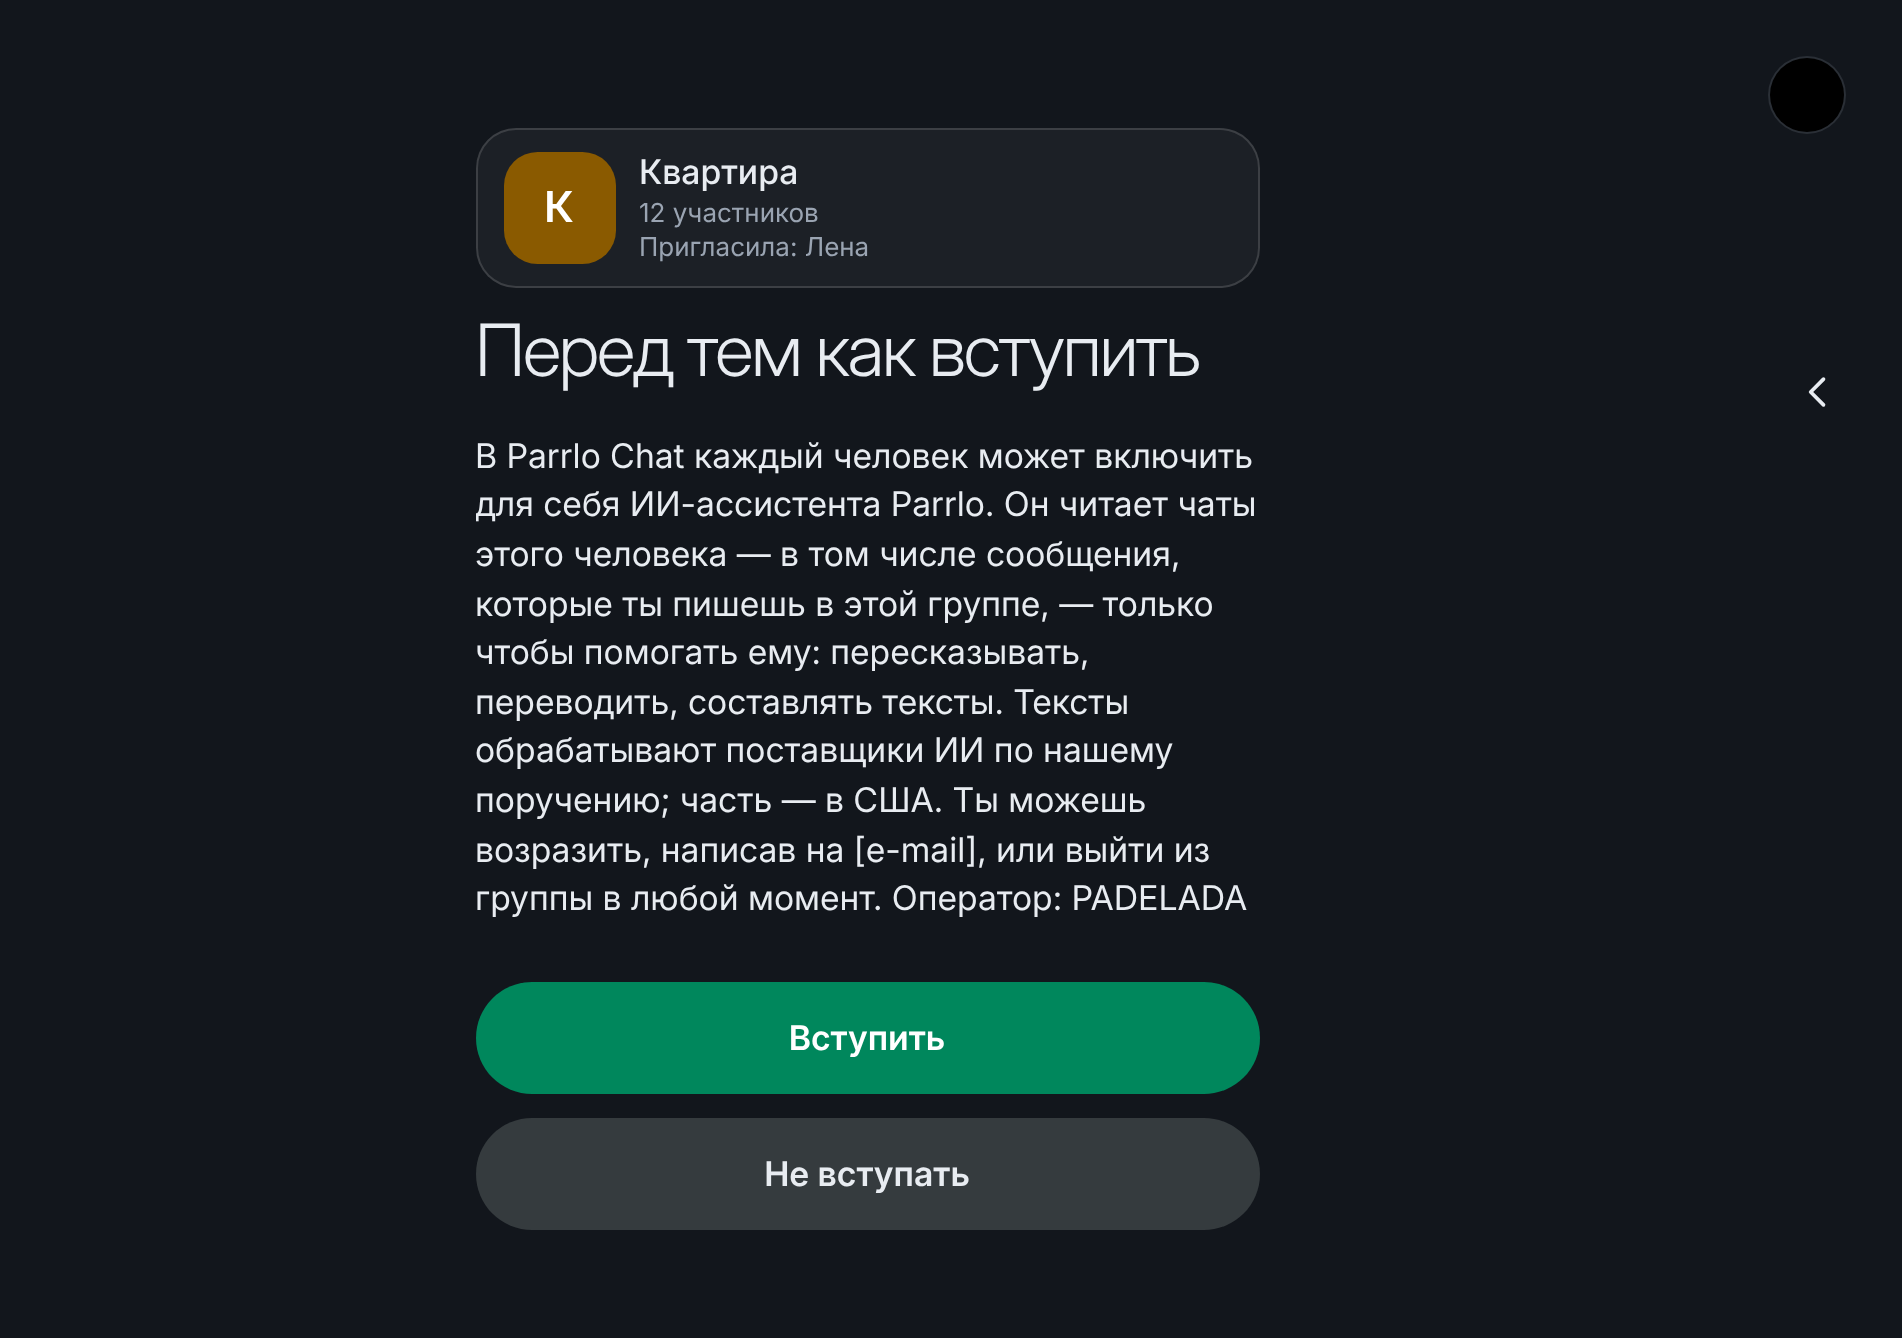 К
Квартира
12 участников
Пригласила: Лена
Перед тем как вступить
В Parrlo Chat каждый человек может включить
для себя ИИ-ассистента Parrlo. Он читает чаты
этого человека — в том числе сообщения,
которые ты пишешь в этой группе, — только
чтобы помогать ему: пересказывать,
переводить, составлять тексты. Тексты
обрабатывают поставщики ИИ по нашему
поручению; часть — в США. Ты можешь
возразить, написав на [e-mail], или выйти из
группы в любой момент. Оператор: PADELADA
Вступить
Не вступать